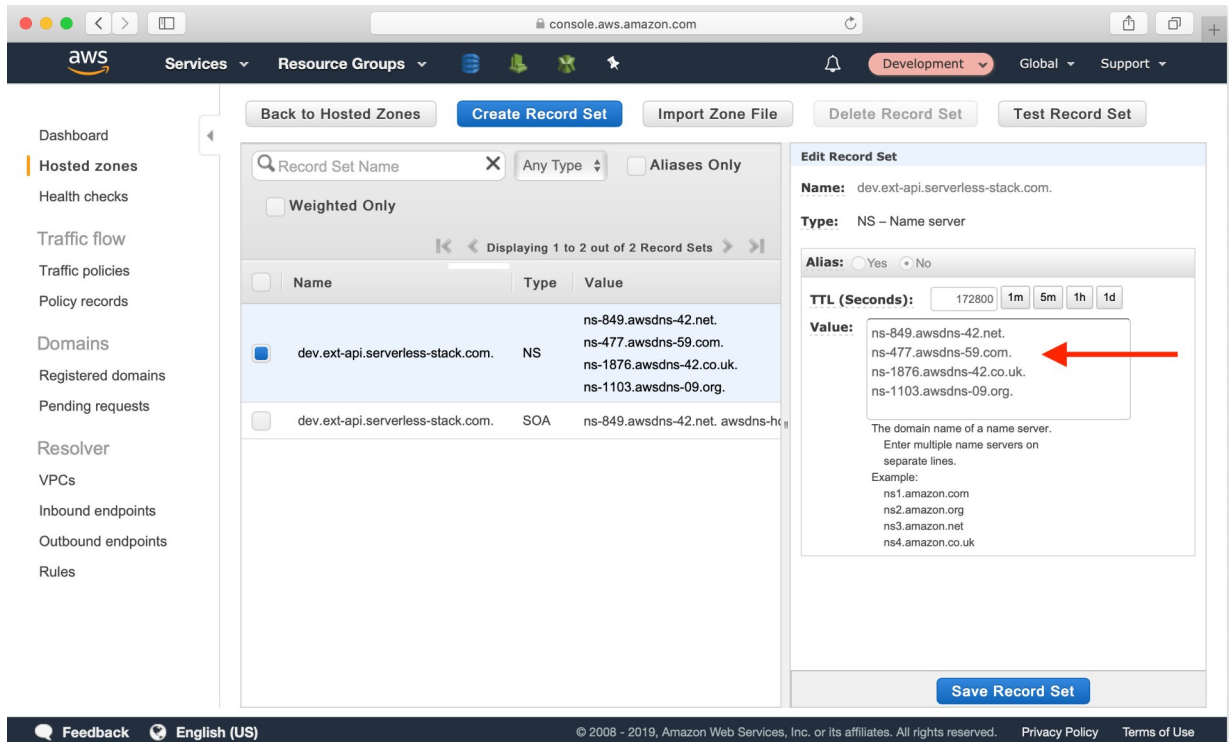 console.aws.amazon.com
aws Services Resource Groups Development Global Support
Back to Hosted Zones Create Record Set Import Zone File Delete Record Set Test Record Set
Dashboard
Hosted zones
Health checks
Traffic flow
Traffic policies
Policy records
Domains
Registered domains
Pending requests
Resolver
VPCs
Inbound endpoints
Outbound endpoints
Rules
Record Set Name X Any Type Aliases Only
Weighted Only
Displaying 1 to 2 out of 2 Record Sets
Name Type Value
dev.ext-api.serverless-stack.com. NS
ns-849.awsdns-42.net.
ns-477.awsdns-59.com.
ns-1876.awsdns-42.co.uk.
ns-1103.awsdns-09.org.
dev.ext-api.serverless-stack.com. SOA ns-849.awsdns-42.net. awsdns-ho
Edit Record Set
Name: dev.ext-api.serverless-stack.com.
Type: NS – Name server
Alias: Yes No
TTL (Seconds): 172800 1m 5m 1h 1d
Value:
ns-849.awsdns-42.net.
ns-477.awsdns-59.com.
ns-1876.awsdns-42.co.uk.
ns-1103.awsdns-09.org.
The domain name of a name server.
Enter multiple name servers on
separate lines.
Example:
ns1.amazon.com
ns2.amazon.org
ns3.amazon.net
ns4.amazon.co.uk
Save Record Set
Feedback English (US) © 2008 - 2019, Amazon Web Services, Inc. or its affiliates. All rights reserved. Privacy Policy Terms of Use